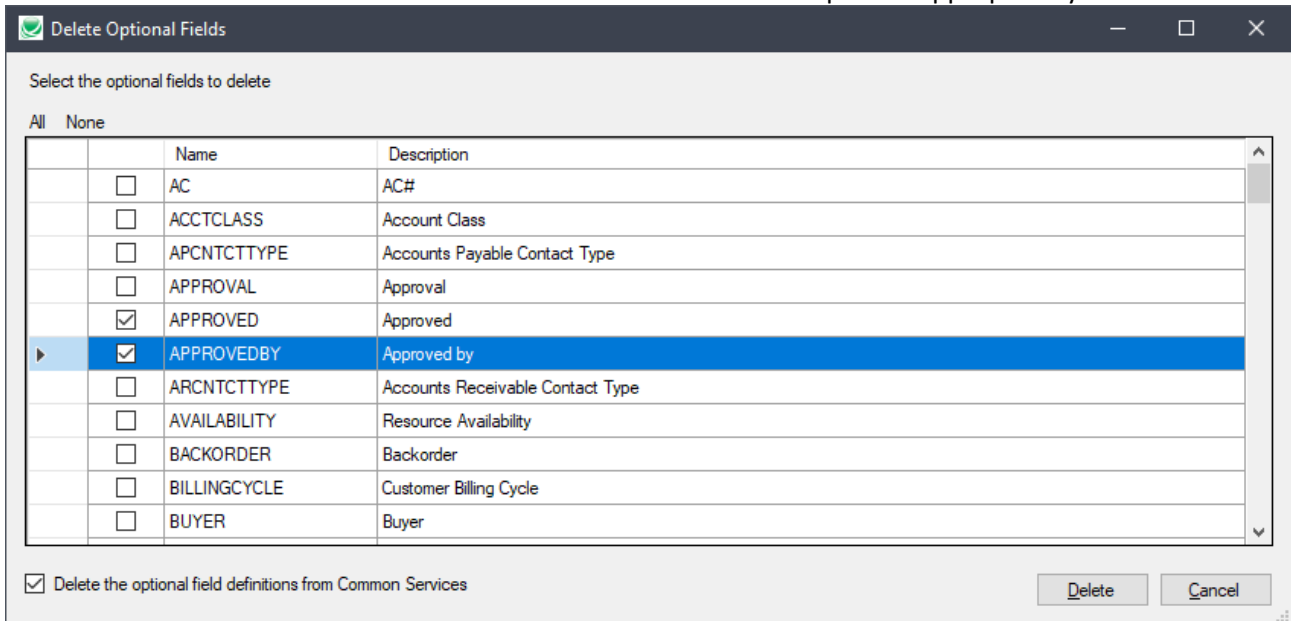 Delete Optional Fields
Select the optional fields to delete
All None
Name Description
AC AC#
ACCTCLASS Account Class
APCNTCTTYPE Accounts Payable Contact Type
APPROVAL Approval
APPROVED Approved
APPROVEDBY Approved by
ARCNTCTTYPE Accounts Receivable Contact Type
AVAILABILITY Resource Availability
BACKORDER Backorder
BILLINGCYCLE Customer Billing Cycle
BUYER Buyer
Delete the optional field definitions from Common Services
Delete Cancel